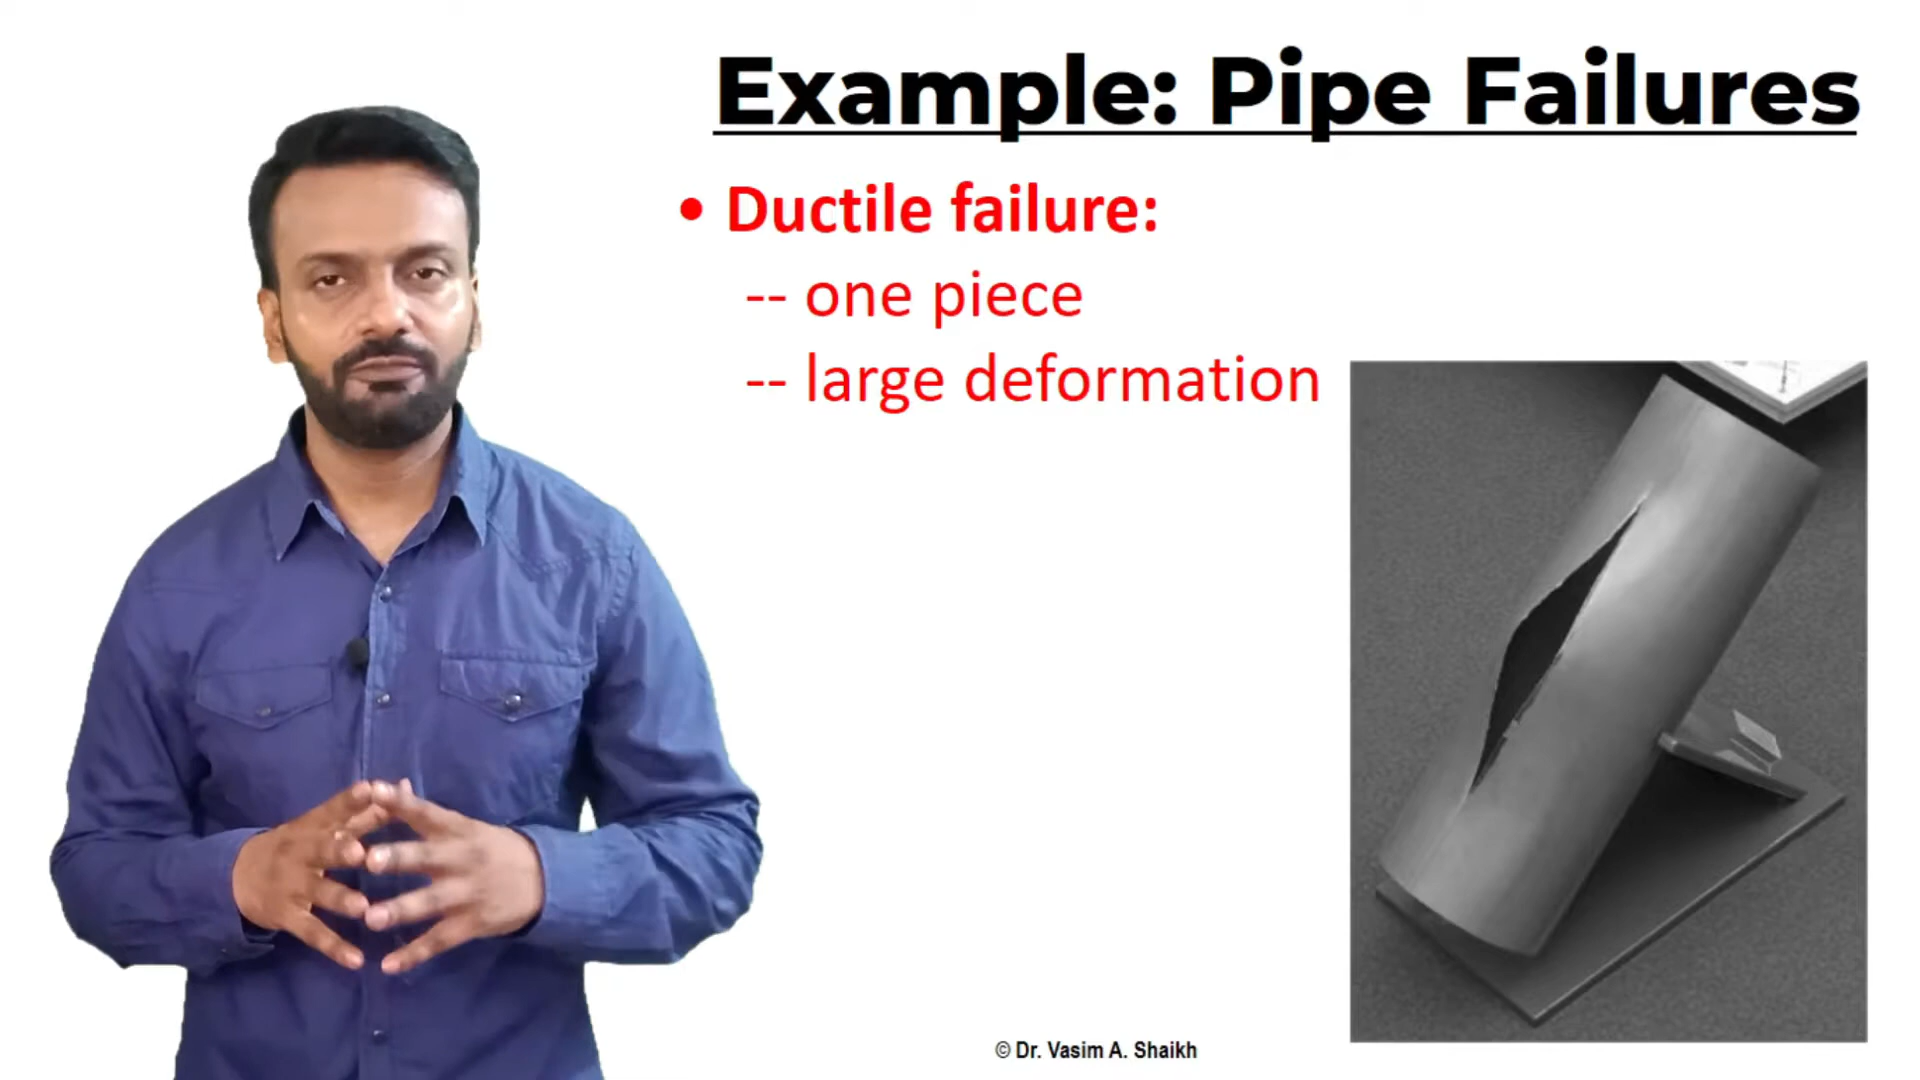 Example: Pipe Failures
• Ductile failure:
-- one piece
-- large deformation
© Dr. Vasim A. Shaikh